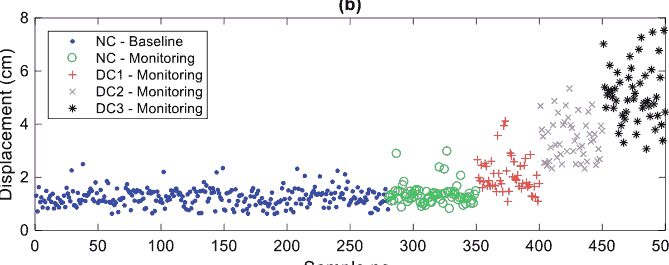 (b)
8
6
4
2
0
Displacement (cm)
NC - Baseline
NC - Monitoring
DC1 - Monitoring
DC2 - Monitoring
DC3 - Monitoring
0 50 100 150 200 250 300 350 400 450 50